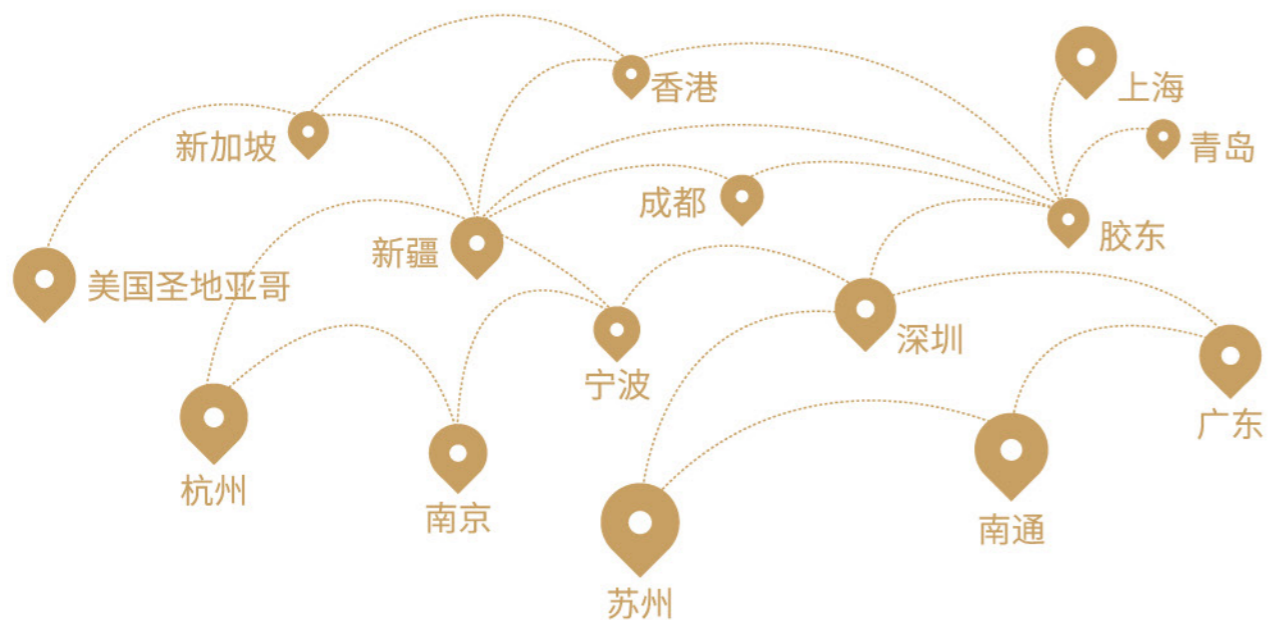 香港
上海
新加坡
青岛
成都
新疆
胶东
美国圣地亚哥
深圳
宁波
广东
杭州
南京
南通
苏州